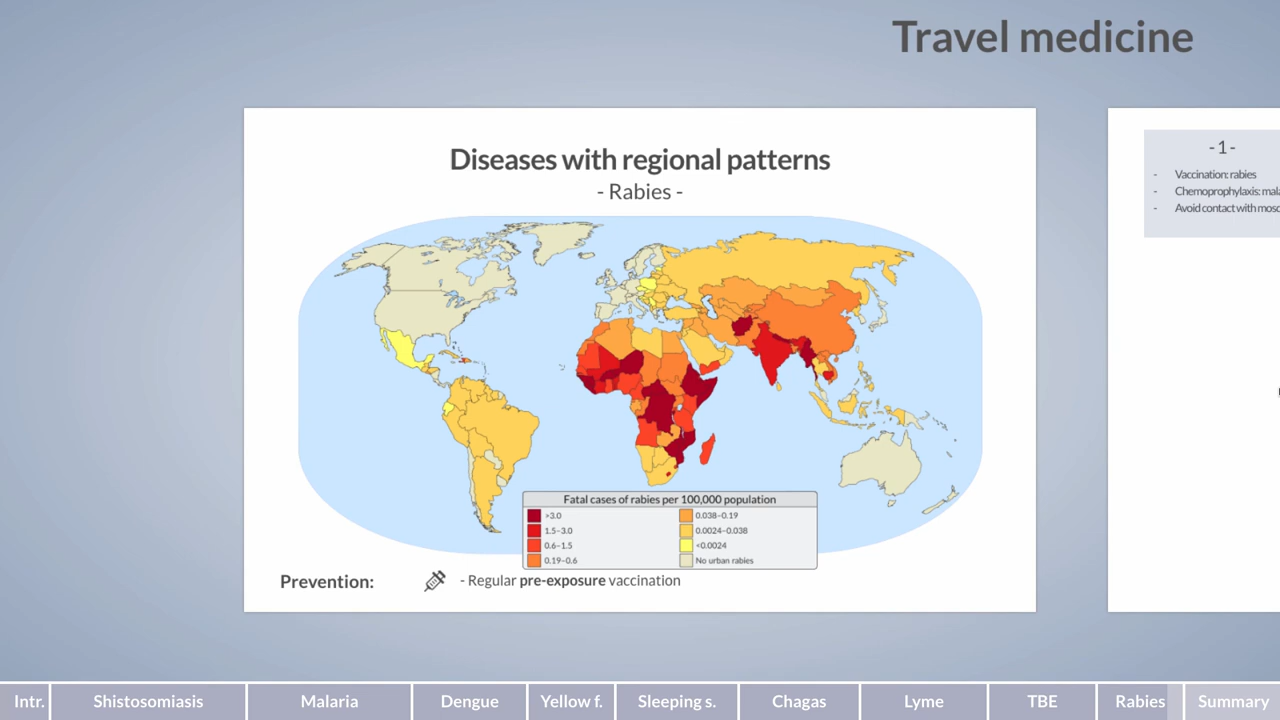 Travel medicine
Diseases with regional patterns
- Rabies -
Fatal cases of rabies per 100,000 population
>3.0
1.5–3.0
0.6–1.5
0.19–0.6
0.038–0.19
0.0024–0.038
<0.0024
No urban rabies
Prevention:
- Regular pre-exposure vaccination
- 1 -
- Vaccination: rabies
- Chemoprophylaxis:
- Avoid contact with
Intr.
Shistosomiasis
Malaria
Dengue
Yellow f.
Sleeping s.
Chagas
Lyme
TBE
Rabies
Summary